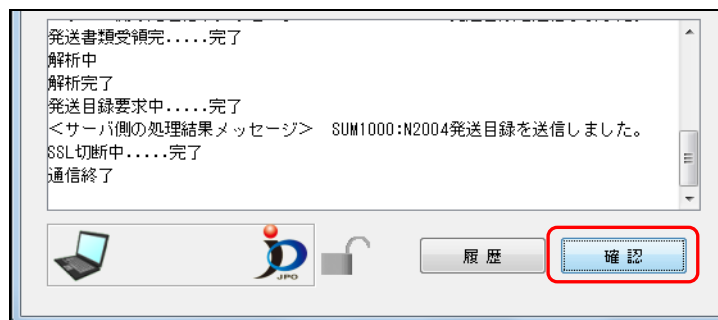 発送書類受領完.....完了
解析中
解析完了
発送目録要求中.....完了
<サーバ側の処理結果メッセージ>　SUM1000:N2004発送目録を送信しました。
SSL切断中.....完了
通信終了
JPO
履 歴
確 認